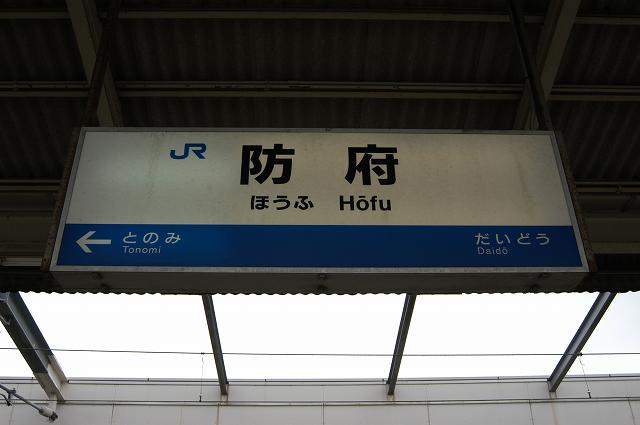 JR 防府
ほうふ Hōfu
← とのみ だいどう
Tonomi Daidō